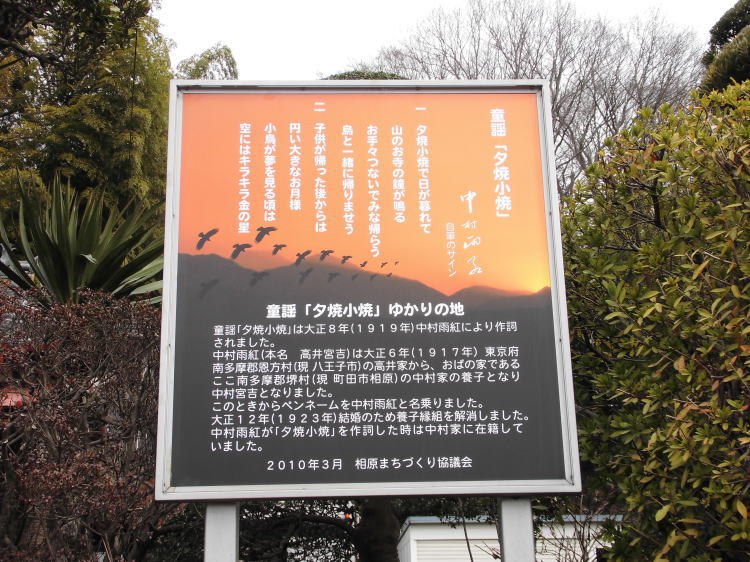 童謡「夕焼小焼」
中村雨紅
自筆のサイン
一 夕焼小焼で日が暮れて
山のお寺の鐘が鳴る
お手々つないでみな帰らう
烏と一緒に帰りませう
二 子供が帰った後からは
円い大きなお月様
小鳥が夢を見る頃は
空にはキラキラ金の星
童謡「夕焼小焼」ゆかりの地
童謡「夕焼小焼」は大正8年(1919年)中村雨紅により作詞
されました。
中村雨紅(本名 高井宮吉)は大正6年(1917年) 東京府
南多摩郡恩方村(現 八王子市)の高井家から、おばの家である
ここ南多摩郡堺村(現 町田市相原)の中村家の養子となり
中村宮吉となりました。
このときからペンネームを中村雨紅と名乗りました。
大正12年(1923年)結婚のため養子縁組を解消しました。
中村雨紅が「夕焼小焼」を作詞した時は中村家に在籍して
いました。
2010年3月 相原まちづくり協議会